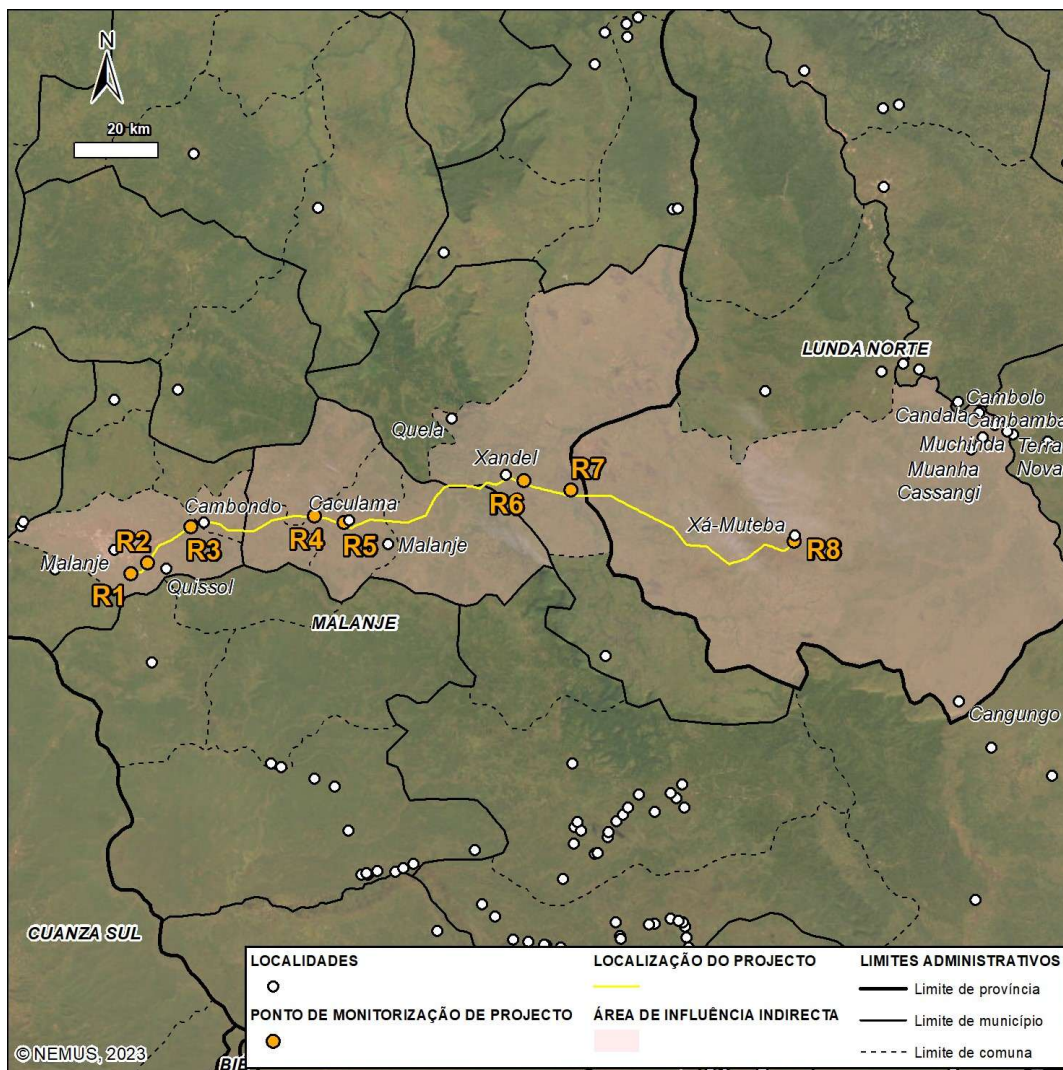 N
20 km
LUNDA NORTE
Cambolo
Candala
Cambamba
Quela
Muchinda
Terra
Nova
Xandel
Muanha
Cassangi
R7
R6
Cambondo
Caculama
Xá-Muteba
R2
R3
R4
R5
Malanje
R8
Malanje
R1
Quissol
MALANJE
Cangungo
CUANZA SUL
LOCALIDADES
LOCALIZAÇÃO DO PROJECTO
LIMITES ADMINISTRATIVOS
Limite de província
PONTO DE MONITORIZAÇÃO DE PROJECTO
ÁREA DE INFLUÊNCIA INDIRECTA
Limite de município
Limite de comuna
© NEMUS, 2023
BIÉ